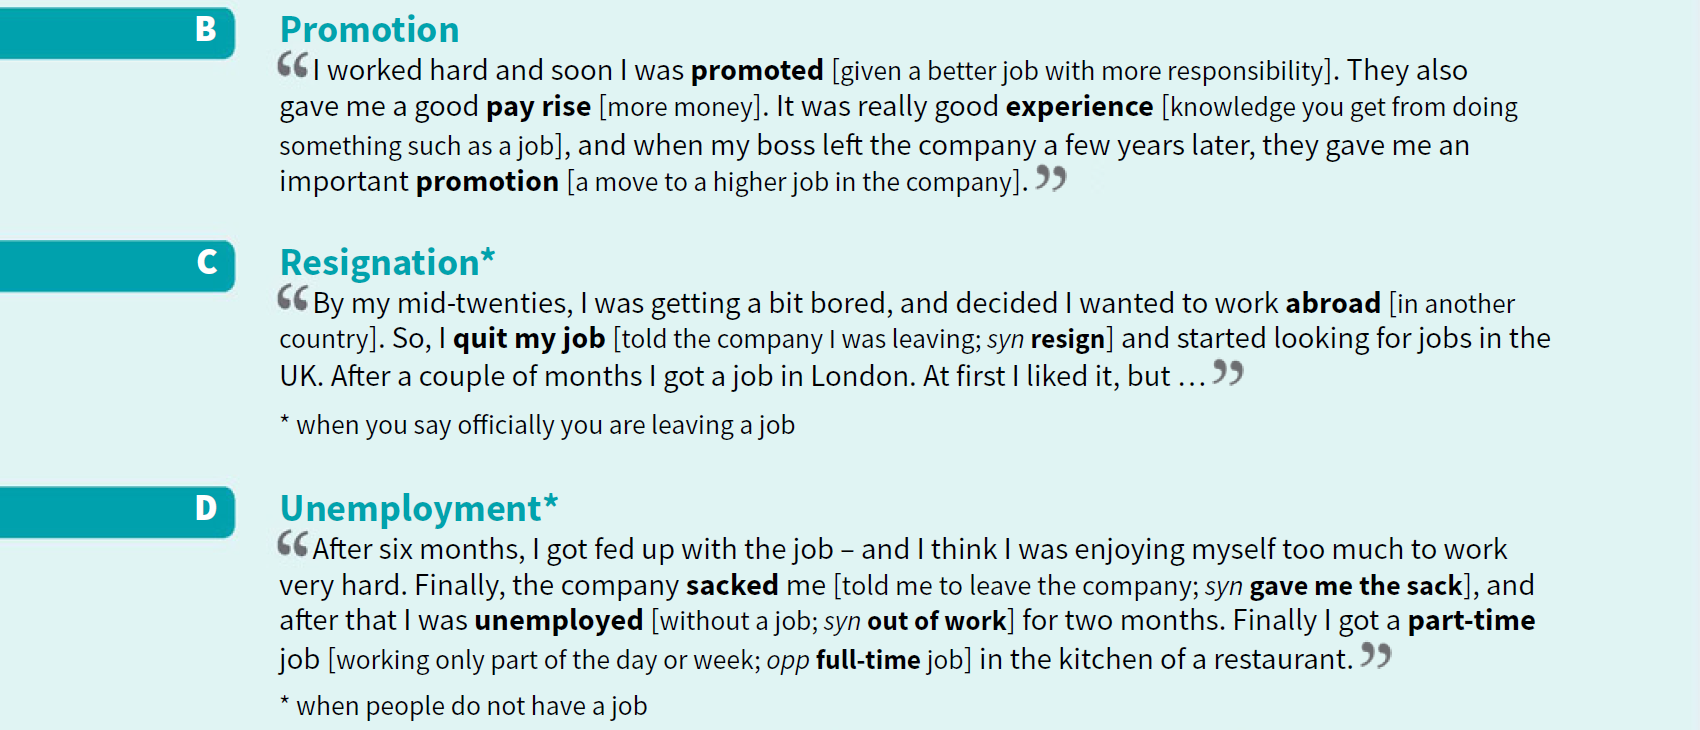 B Promotion
“I worked hard and soon I was promoted [given a better job with more responsibility]. They also
gave me a good pay rise [more money]. It was really good experience [knowledge you get from doing
something such as a job], and when my boss left the company a few years later, they gave me an
important promotion [a move to a higher job in the company].”
C Resignation*
“By my mid-twenties, I was getting a bit bored, and decided I wanted to work abroad [in another
country]. So, I quit my job [told the company I was leaving; syn resign] and started looking for jobs in the
UK. After a couple of months I got a job in London. At first I liked it, but …”
* when you say officially you are leaving a job
D Unemployment*
“After six months, I got fed up with the job – and I think I was enjoying myself too much to work
very hard. Finally, the company sacked me [told me to leave the company; syn gave me the sack], and
after that I was unemployed [without a job; syn out of work] for two months. Finally I got a part-time
job [working only part of the day or week; opp full-time job] in the kitchen of a restaurant.”
* when people do not have a job